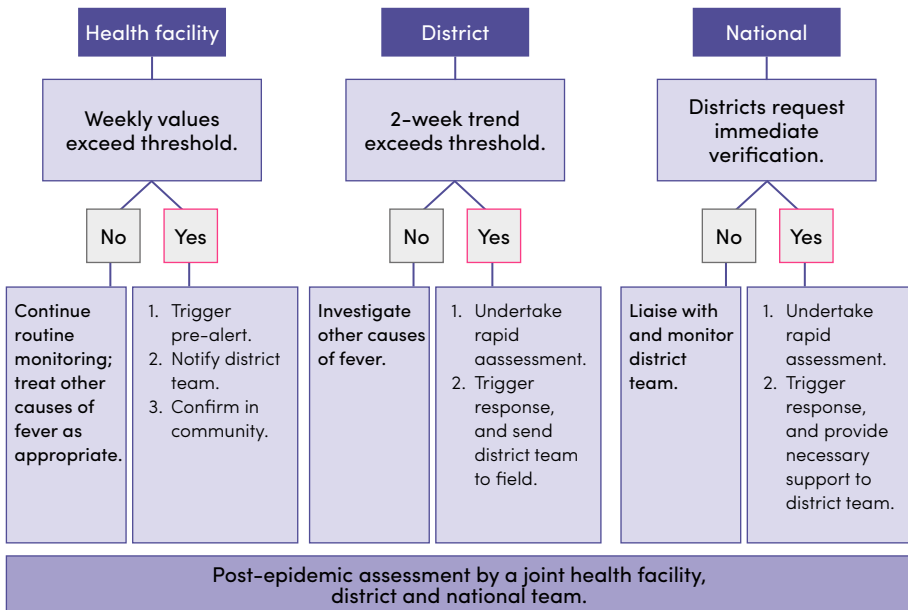 Health facility
Weekly values
exceed threshold.
No
Yes
Continue
routine
monitoring;
treat other
causes of
fever as
appropriate.
1. Trigger
pre-alert.
2. Notify district
team.
3. Confirm in
community.
District
2-week trend
exceeds threshold.
No
Yes
Investigate
other causes
of fever.
1. Undertake
rapid
aassessment.
2. Trigger
response,
and send
district team
to field.
National
Districts request
immediate
verification.
No
Yes
Liaise with
and monitor
district
team.
1. Undertake
rapid
assessment.
2. Trigger
response,
and provide
necessary
support to
district team.
Post-epidemic assessment by a joint health facility,
district and national team.